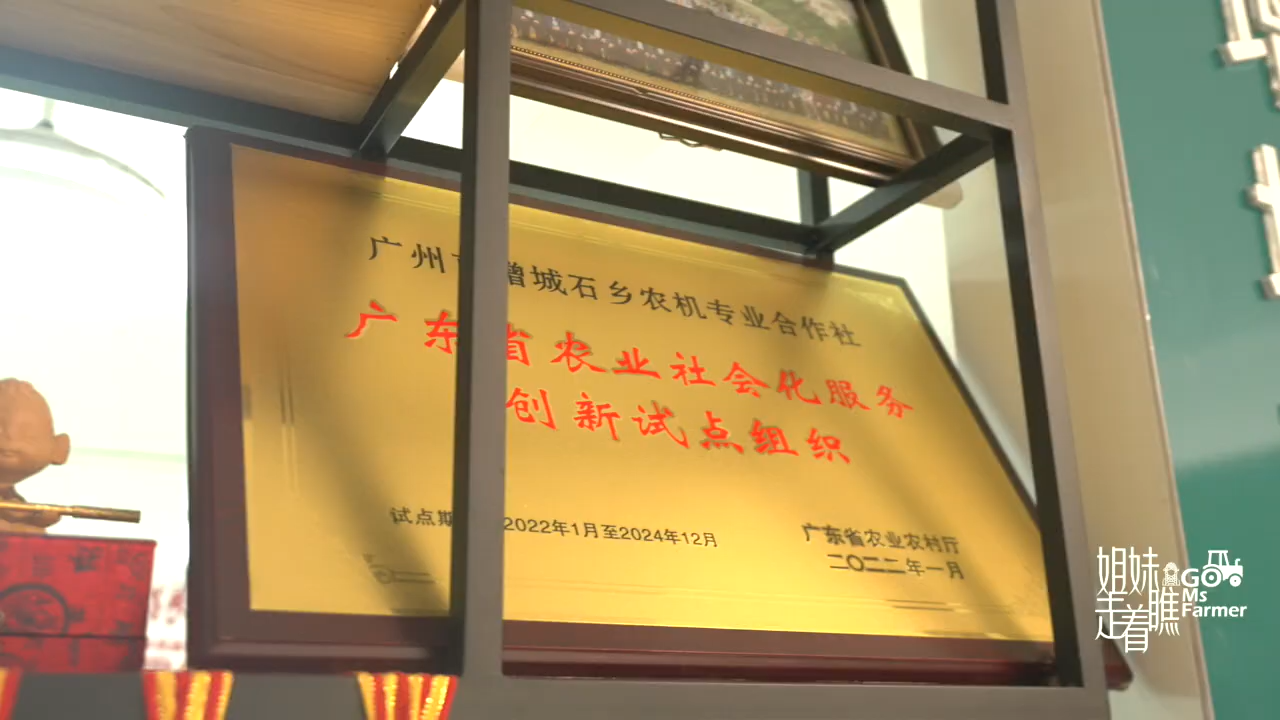 广州市增城石乡农机专业合作社
广东省农业社会化服务
创新试点组织
试点期 2022年1月至2024年12月
广东省农业农村厅
二〇二二年一月
姐妹
走着瞧
GO
Ms
Farmer